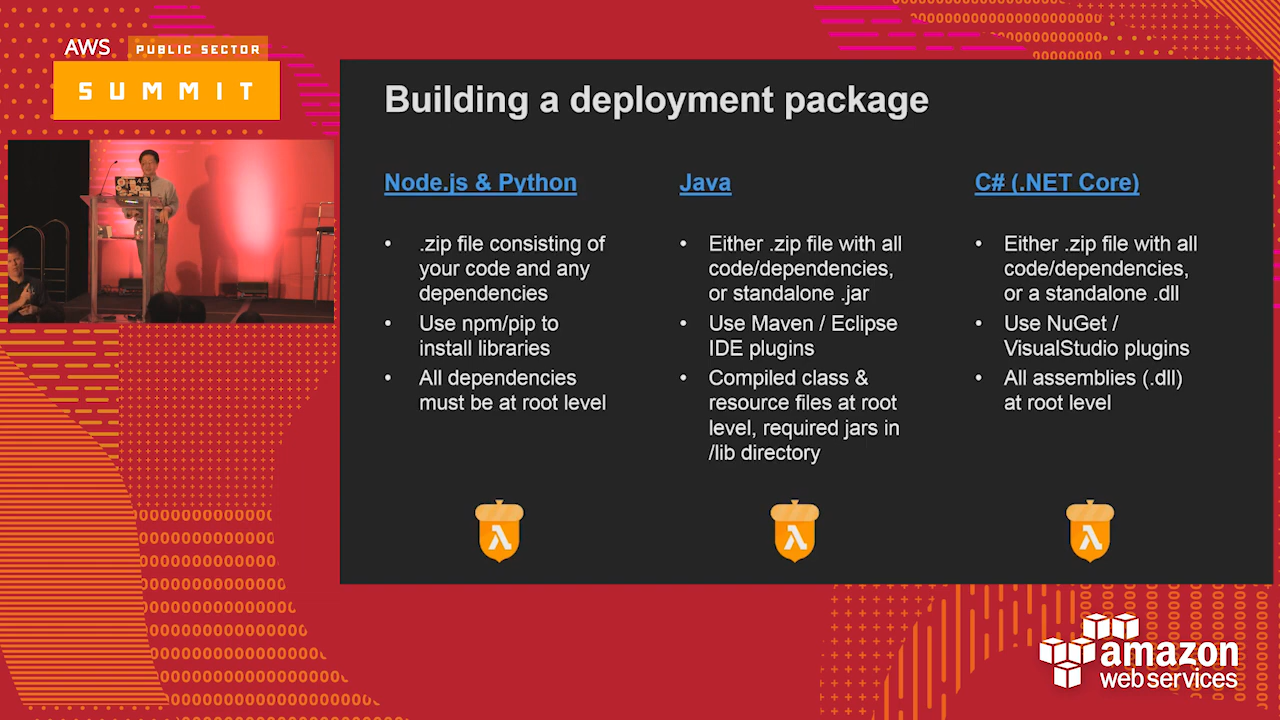 AWS PUBLIC SECTOR
SUMMIT
Building a deployment package
Node.js & Python
• .zip file consisting of
your code and any
dependencies
• Use npm/pip to
install libraries
• All dependencies
must be at root level
Java
• Either .zip file with all
code/dependencies,
or standalone .jar
• Use Maven / Eclipse
IDE plugins
• Compiled class &
resource files at root
level, required jars in
/lib directory
C# (.NET Core)
• Either .zip file with all
code/dependencies,
or a standalone .dll
• Use NuGet /
VisualStudio plugins
• All assemblies (.dll)
at root level
λ
λ
λ
amazon
web services